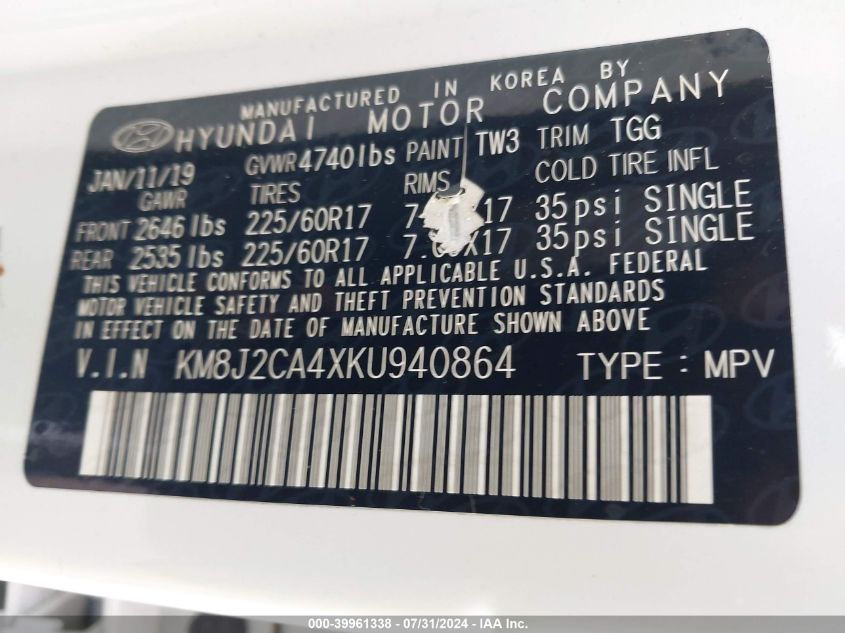 MANUFACTURED IN KOREA BY
HYUNDAI MOTOR COMPANY
JAN/11/19 GVWR 4740lbs PAINT TW3 TRIM TGG
GAWR TIRES RIMS COLD TIRE INFL
FRONT 2646 lbs 225/60R17 17 35psi SINGLE
REAR 2535 lbs 225/60R17 35psi SINGLE
THIS VEHICLE CONFORMS TO ALL APPLICABLE U.S.A. FEDERAL
MOTOR VEHICLE SAFETY AND THEFT PREVENTION STANDARDS
IN EFFECT ON THE DATE OF MANUFACTURE SHOWN ABOVE
V.I.N KM8J2CA4XKU940864 TYPE : MPV
000-39961338 - 07/31/2024 - IAA Inc.